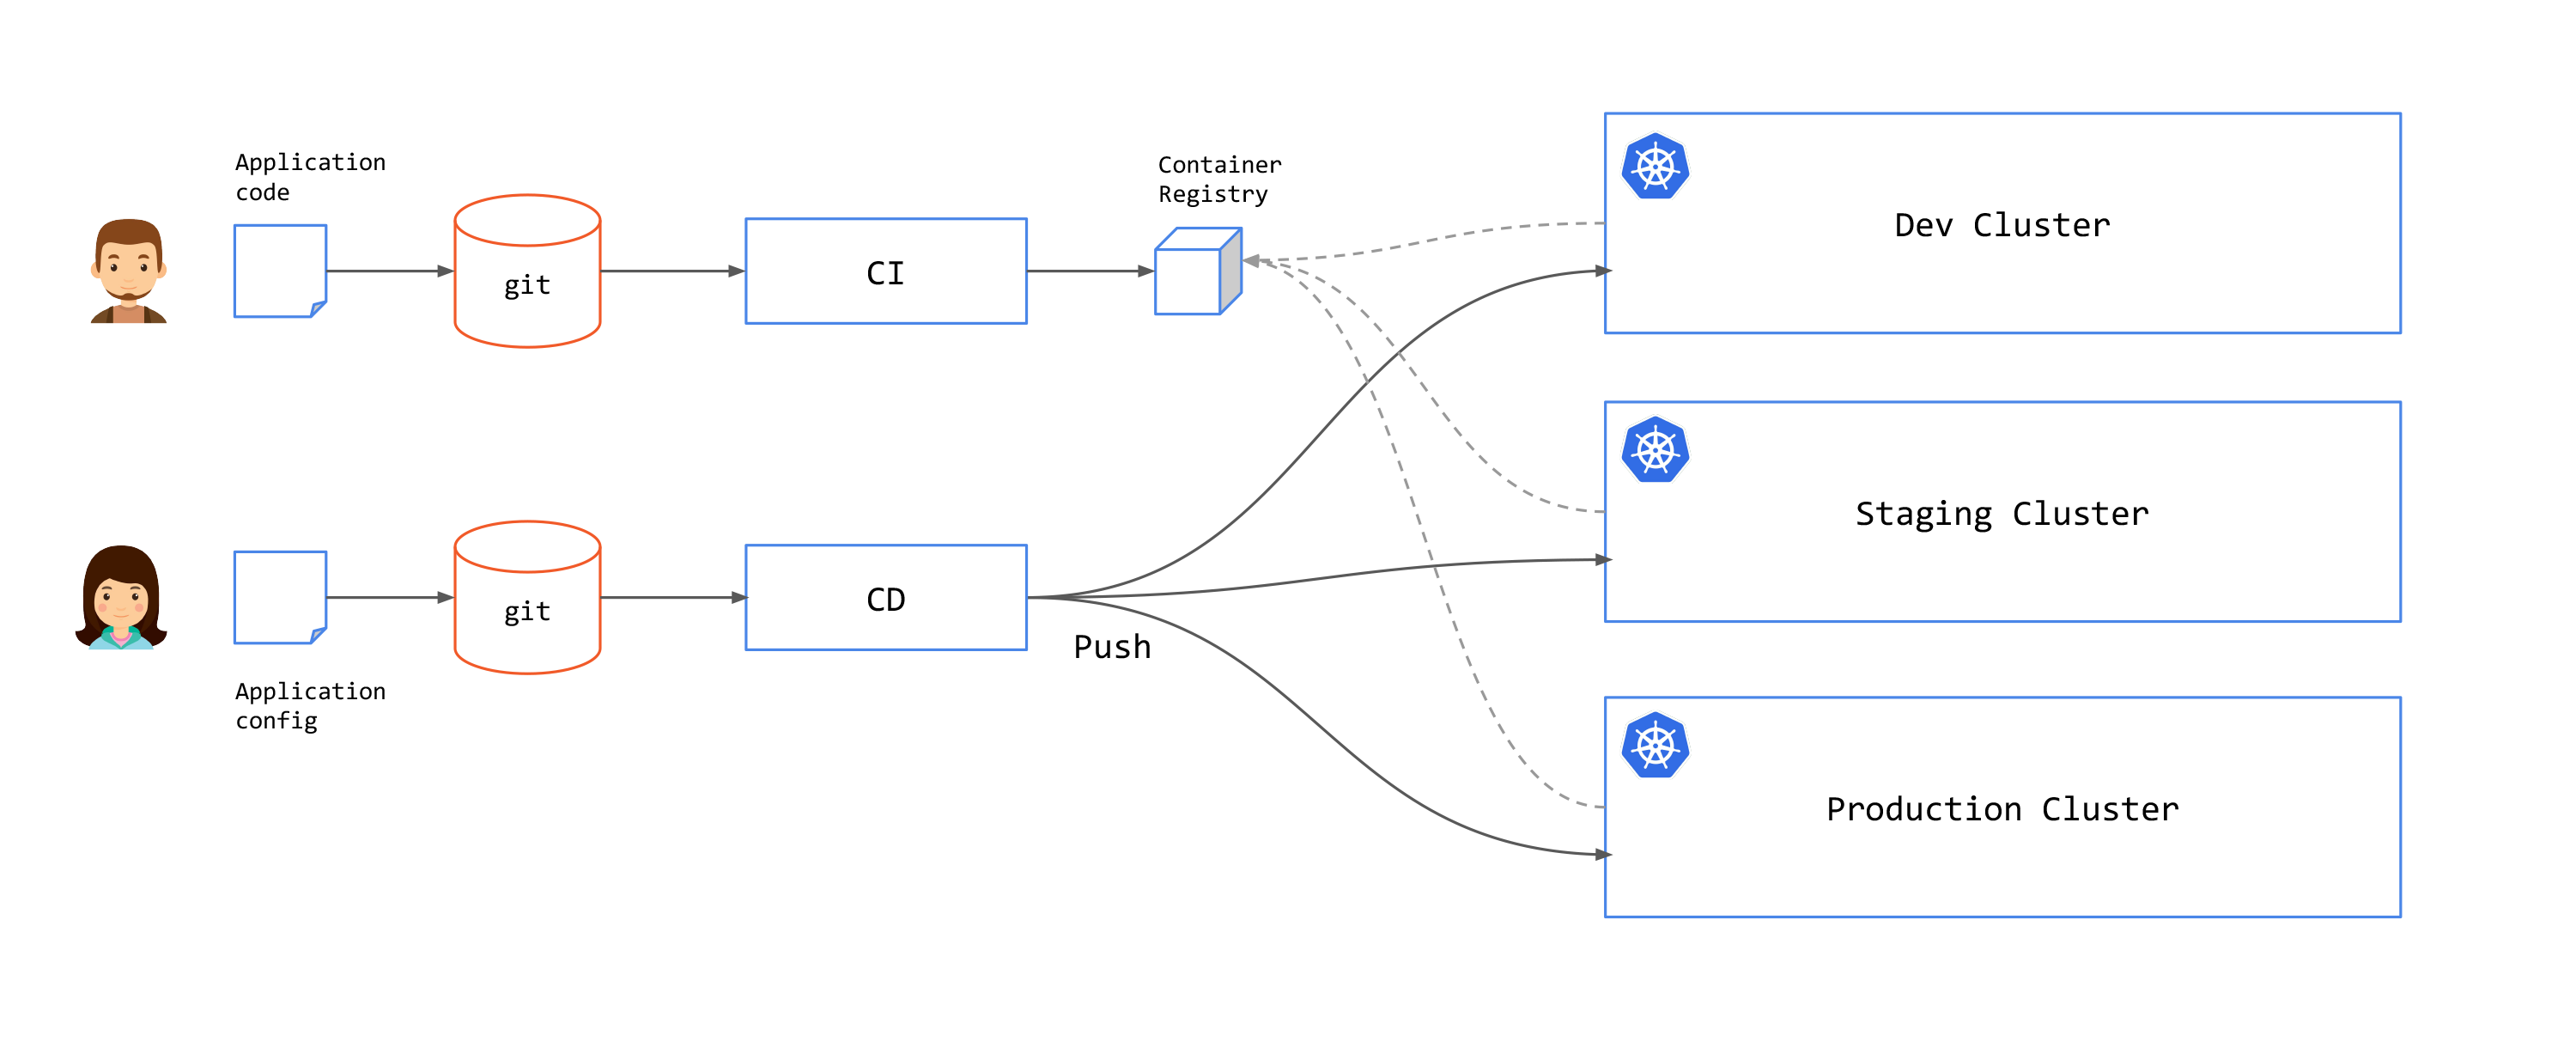 Application
code
git
CI
Container
Registry
Dev Cluster
Staging Cluster
git
CD
Push
Application
config
Production Cluster